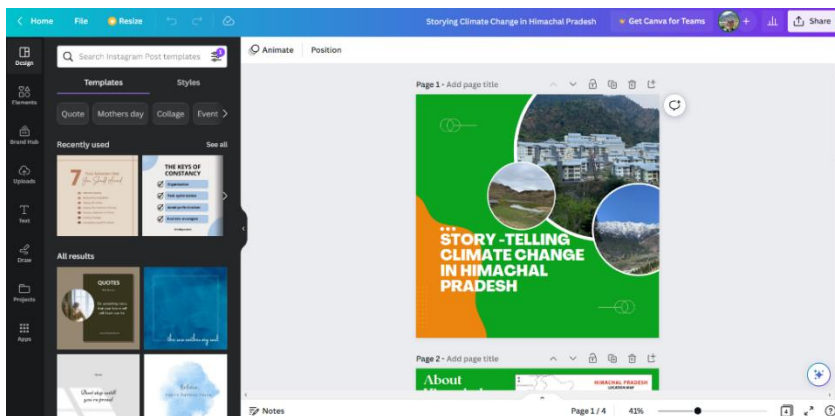 Home File Resize Storying Climate Change in Himachal Pradesh Get Canva for Teams Share
Design
Elements
Brand Hub
Uploads
Text
Draw
Projects
Apps
Search Instagram Post templates 1
Templates Styles
Quote Mothers day Collage Event
Recently used See all
7
THE KEYS OF
CONSTANCY
All results
QUOTES
Animate Position
Page 1 - Add page title
STORY -TELLING
CLIMATE CHANGE
IN HIMACHAL
PRADESH
Page 2 - Add page title
About
HIMACHAL PRADESH
Notes Page 1 / 4 41% 4